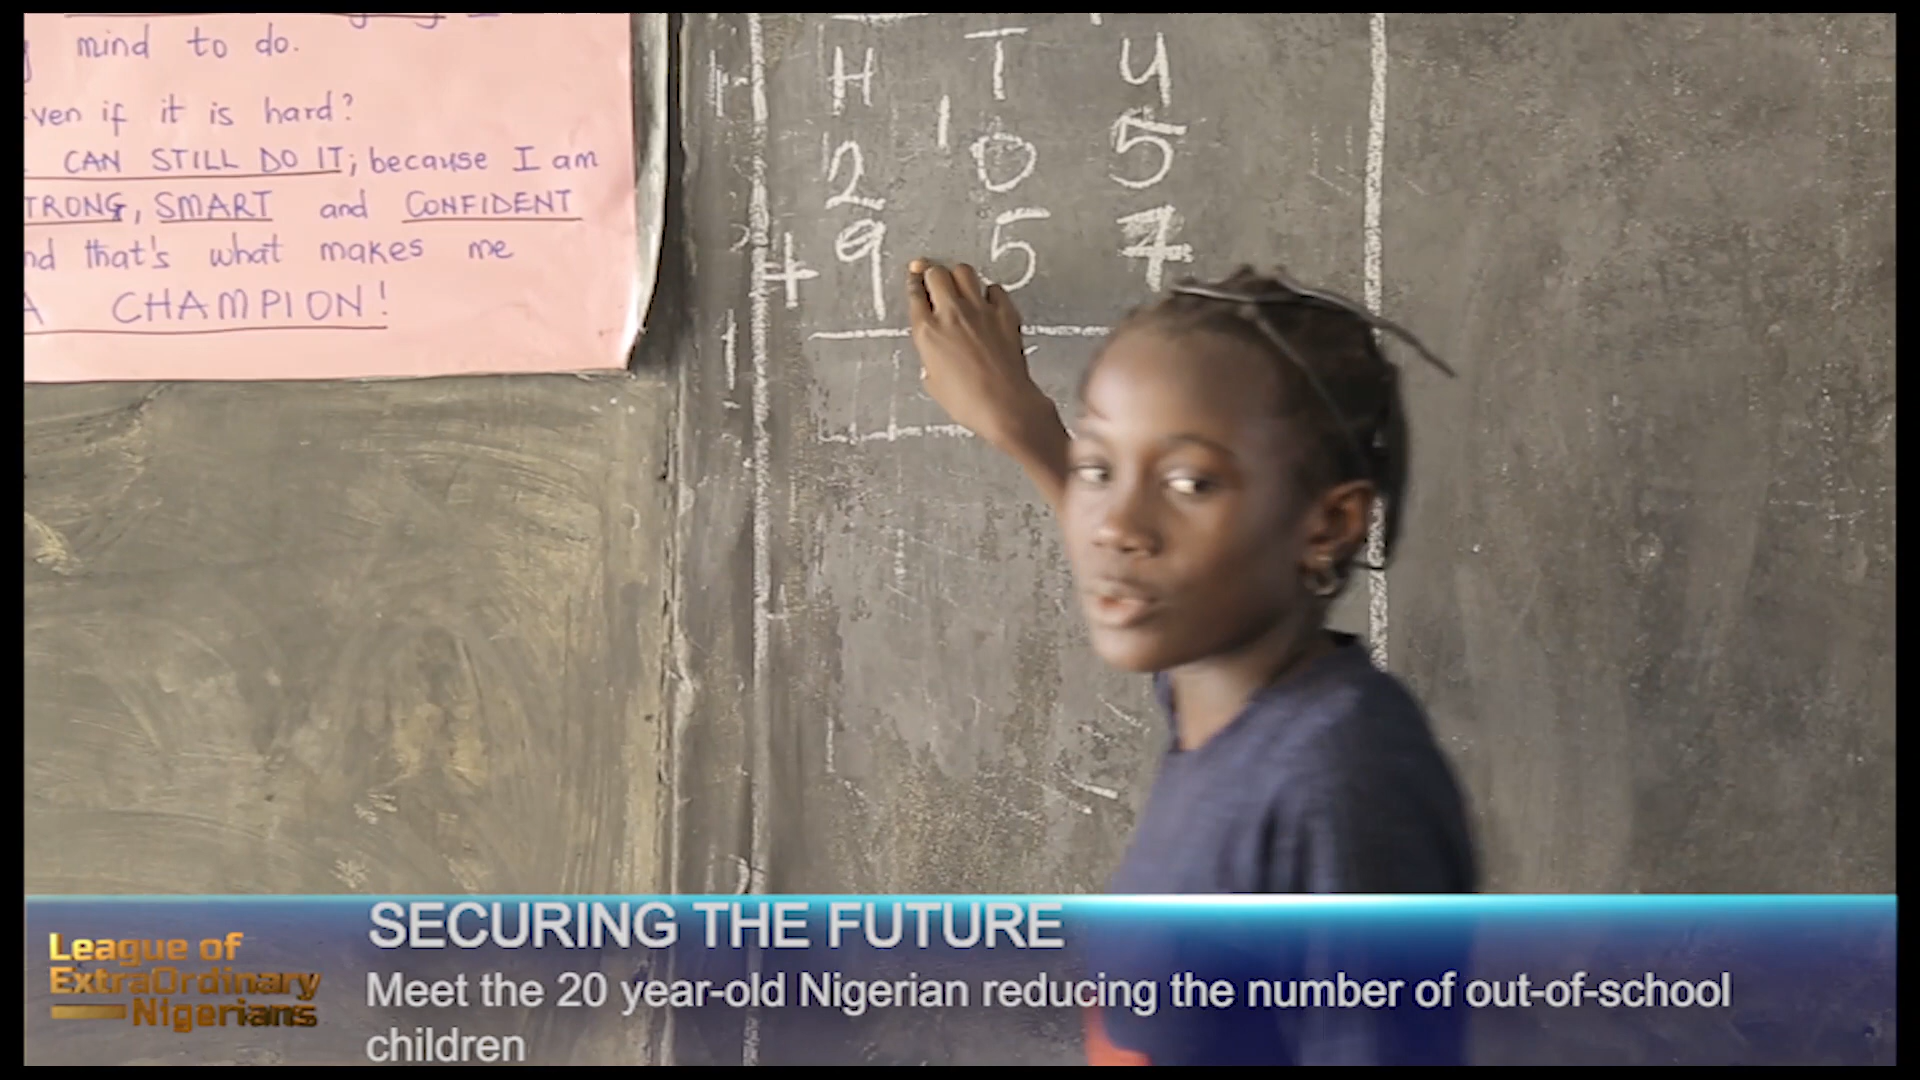 mind to do.
ven if it is hard?
CAN STILL DO IT; because I am
TRONG, SMART and CONFIDENT
nd that's what makes me
A CHAMPION!
H T U
1
2 0 5
+ 9 5 7
SECURING THE FUTURE
Meet the 20 year-old Nigerian reducing the number of out-of-school
children
League of
ExtraOrdinary
Nigerians